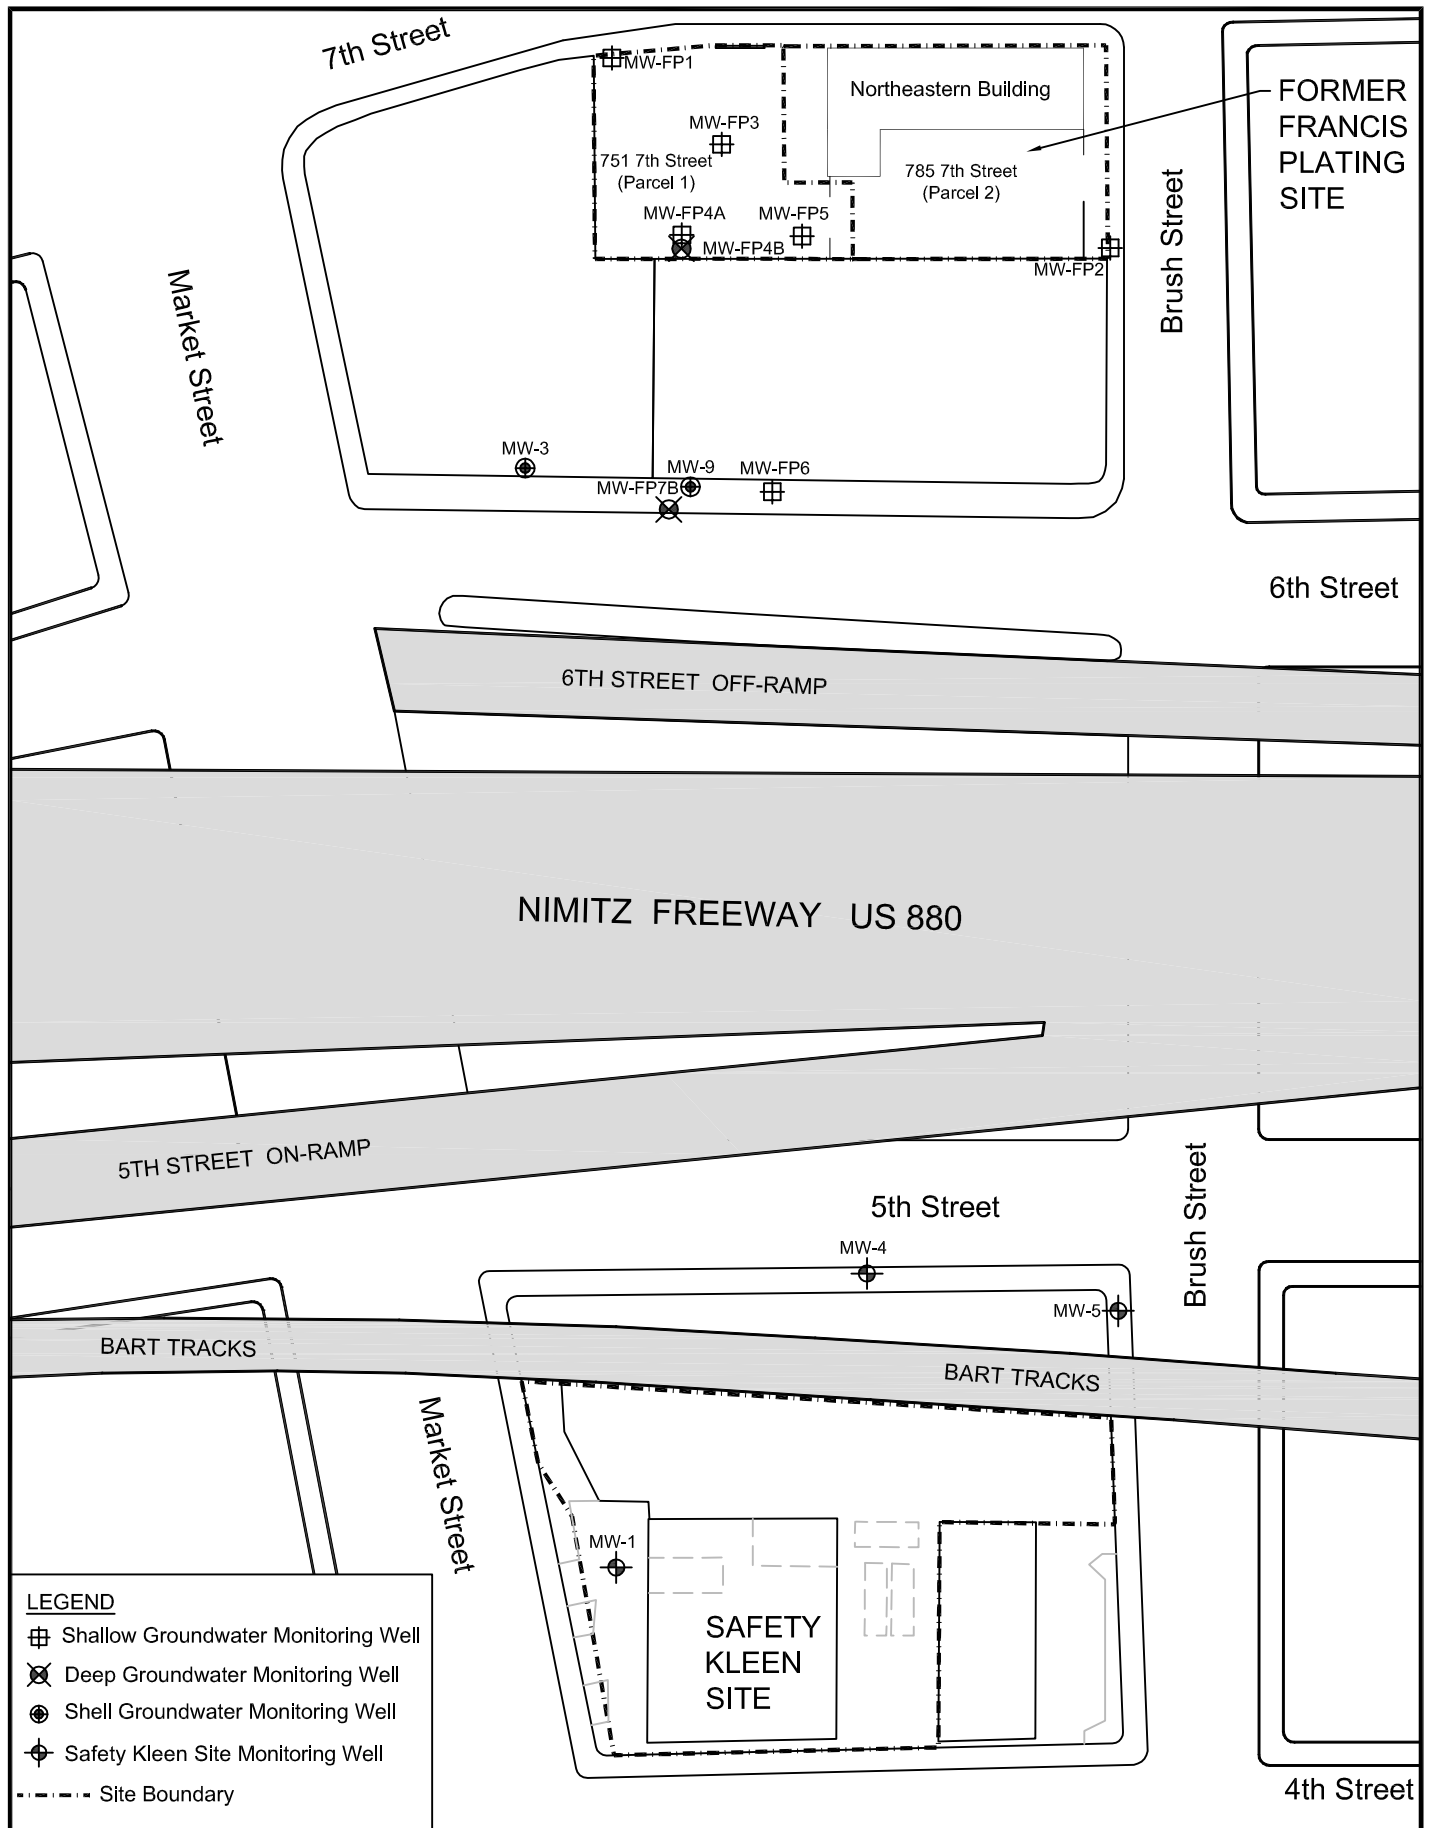 7th Street
MW-FP1
Northeastern Building
FORMER
FRANCIS
PLATING
SITE
MW-FP3
751 7th Street
(Parcel 1)
785 7th Street
(Parcel 2)
MW-FP4A
MW-FP5
MW-FP4B
MW-FP2
Brush Street
Market Street
MW-3
MW-9
MW-FP6
MW-FP7B
6th Street
6TH STREET OFF-RAMP
NIMITZ FREEWAY US 880
5TH STREET ON-RAMP
5th Street
Brush Street
MW-4
MW-5
BART TRACKS
BART TRACKS
Market Street
MW-1
SAFETY
KLEEN
SITE
LEGEND
Shallow Groundwater Monitoring Well
Deep Groundwater Monitoring Well
Shell Groundwater Monitoring Well
Safety Kleen Site Monitoring Well
Site Boundary
4th Street